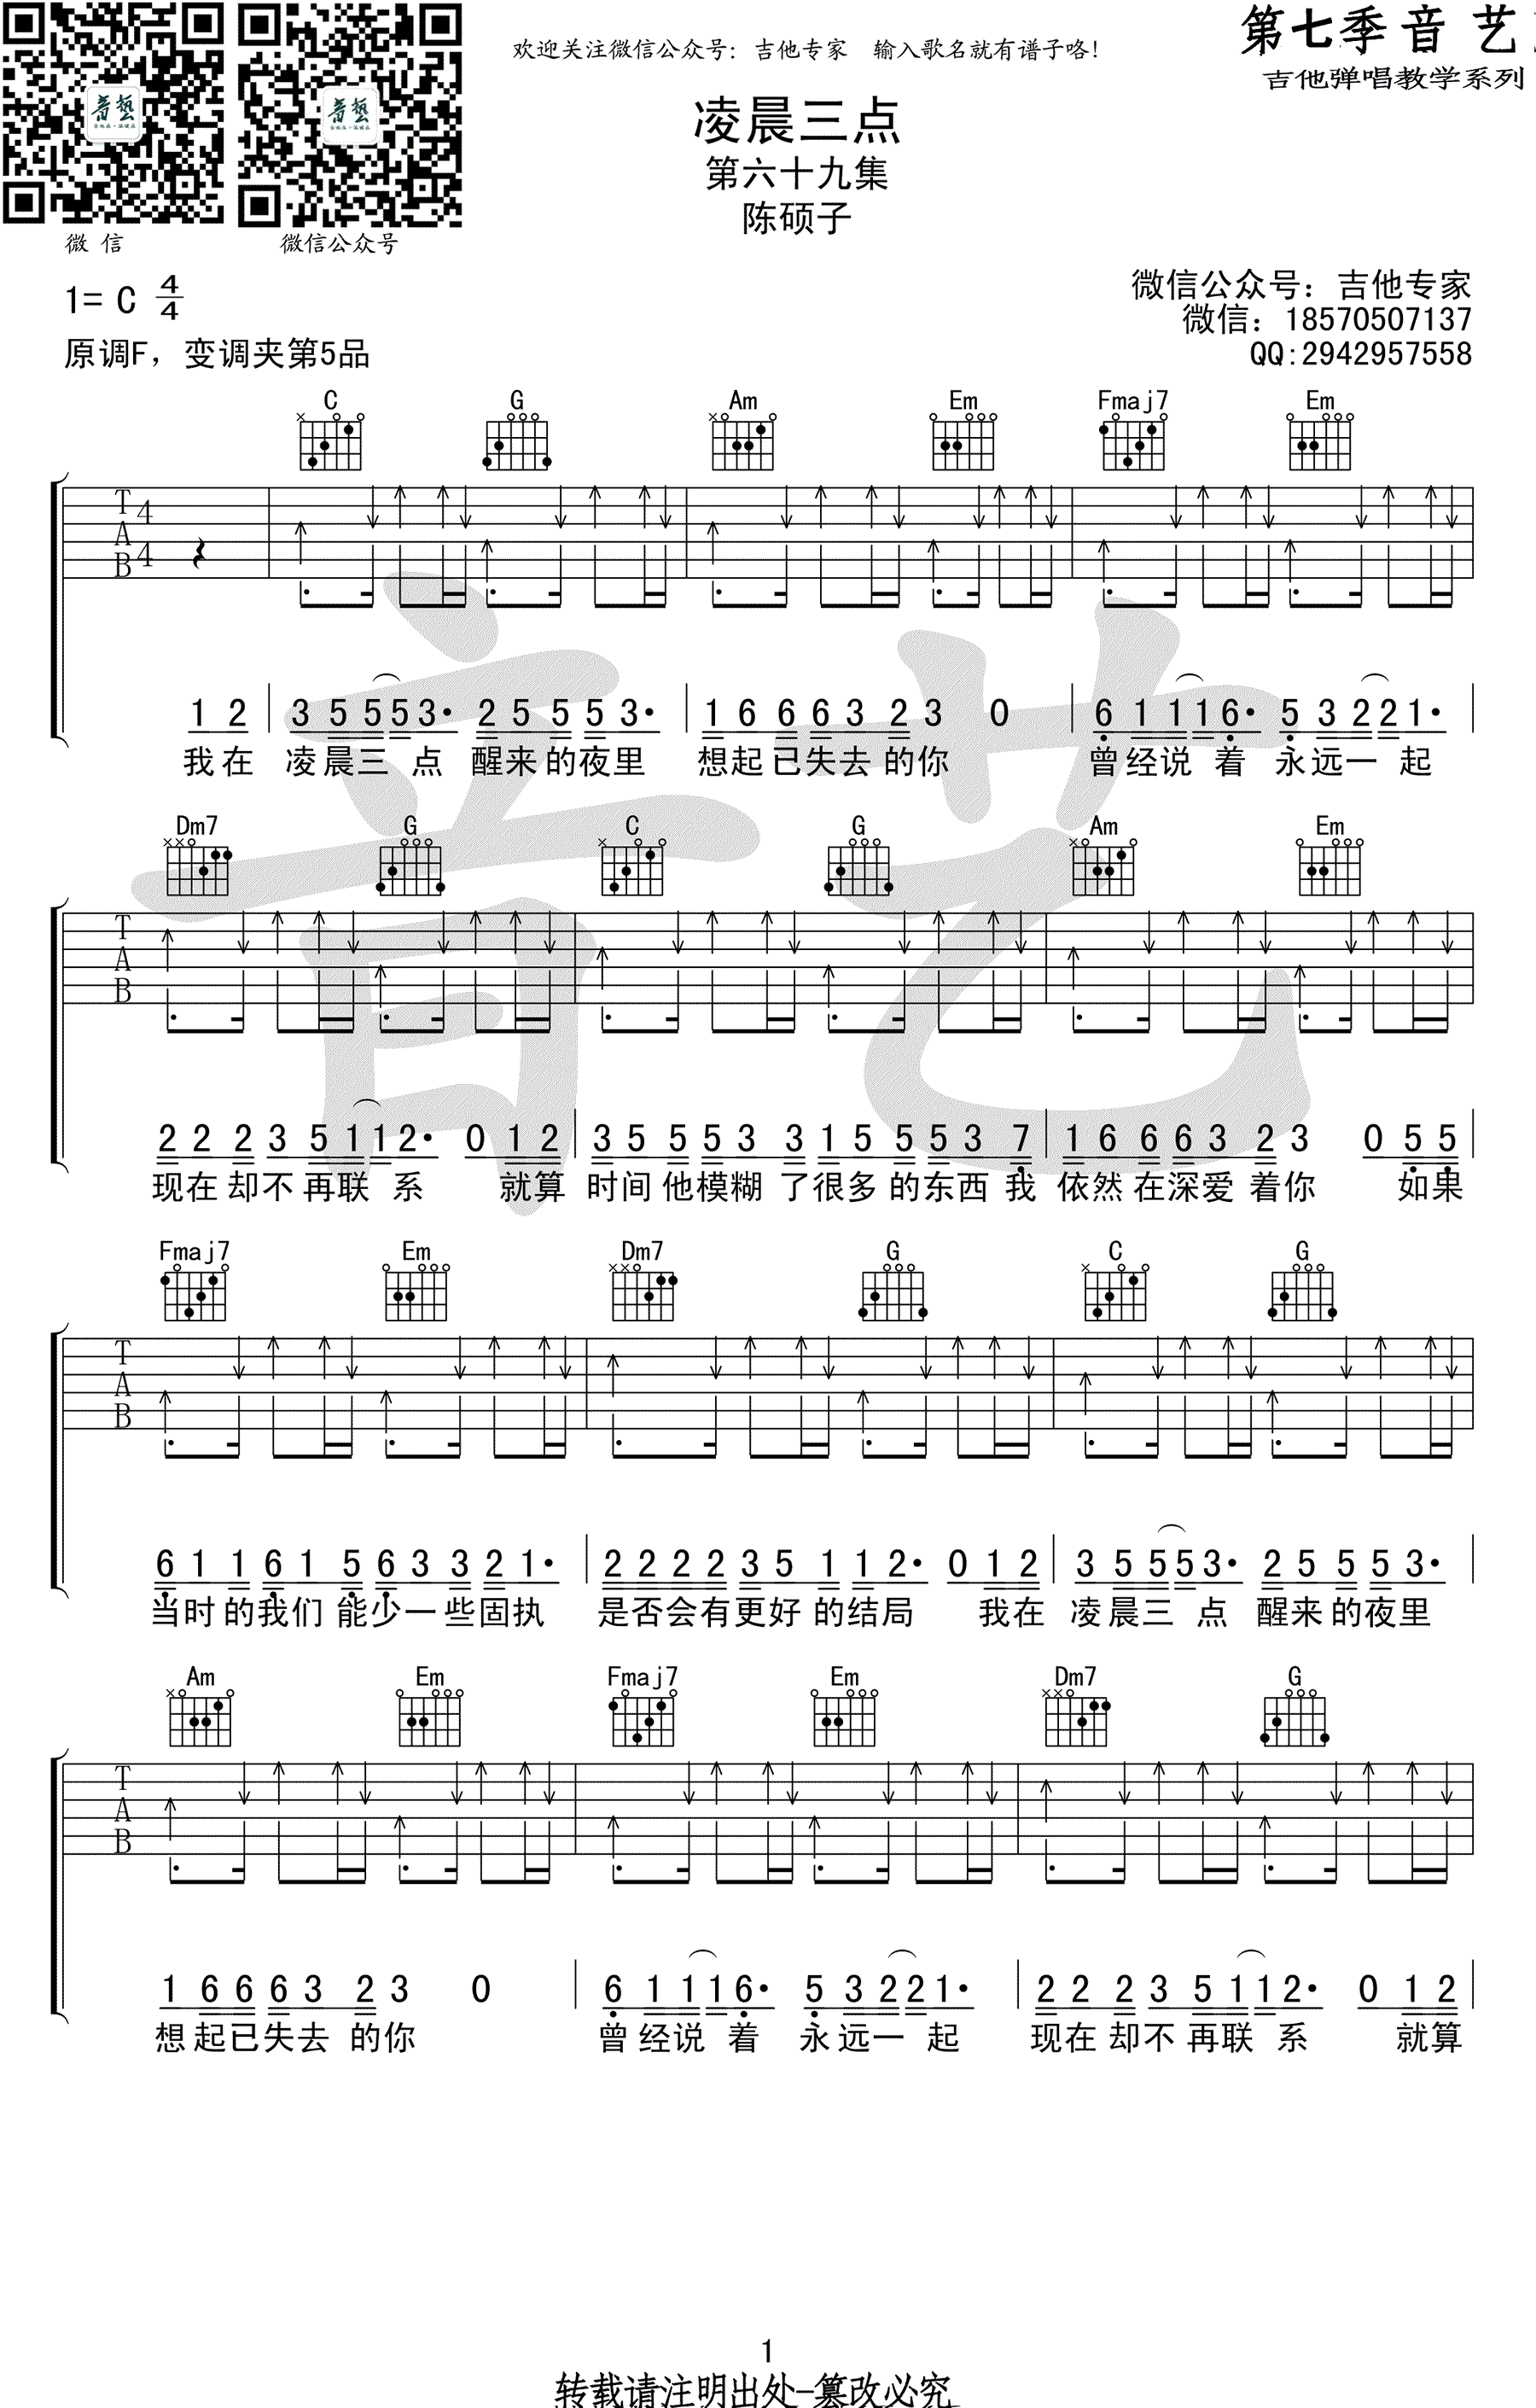 欢迎关注微信公众号：吉他专家　输入歌名就有谱子咯!
第七季音 艺
吉他弹唱教学系列
音藝
音藝
微 信
微信公众号
凌晨三点
第六十九集
陈硕子
1= C 4/4
原调F，变调夹第5品
微信公众号：吉他专家
微信：18570507137
QQ:2942957558
C G Am Em Fmaj7 Em
T A B 4 4
1 2 | 3 5 5 5 3· 2 5 5 5 3· | 1 6 6 6 3 2 3 0 | 6 1 1 1 6· 5 3 2 2 1· |
我在 凌晨三 点 醒来的夜里 想起已失去的你 曾经说 着 永远一 起
Dm7 G C G Am Em
T A B
2 2 2 3 5 1 1 2· 0 1 2 | 3 5 5 5 3 3 1 5 5 5 3 7 | 1 6 6 6 3 2 3 0 5 5 |
现在却不再联 系 就算 时间他模糊了很多的东西我 依然在深爱着你 如果
Fmaj7 Em Dm7 G C G
T A B
6 1 1 6 1 5 6 3 3 2 1· | 2 2 2 2 3 5 1 1 2· 0 1 2 | 3 5 5 5 3· 2 5 5 5 3· |
当时的我们能少一些固执 是否会有更好的结局 我在 凌晨三 点 醒来的夜里
Am Em Fmaj7 Em Dm7 G
T A B
1 6 6 6 3 2 3 0 | 6 1 1 1 6· 5 3 2 2 1· | 2 2 2 3 5 1 1 2· 0 1 2 |
想起已失去的你 曾经说 着 永远一 起 现在却不再联 系 就算
音艺
1
转载请注明出处-篡改必究